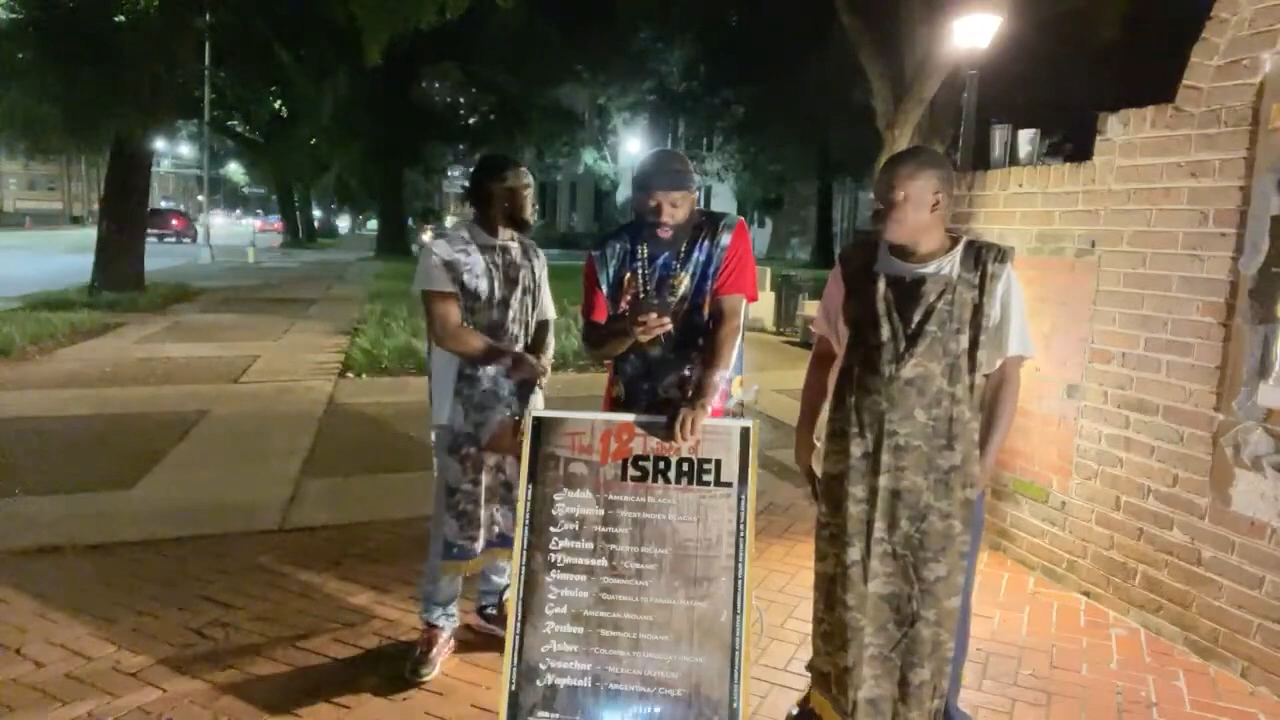 The 12 Tribes of
ISRAEL
Judah - "American Blacks"
Benjamin - "West Indies Blacks"
Levi - "Haitians"
Ephraim - "Puerto Ricans"
Manasseh - "Cubans"
Simeon - "Dominicans"
Zebulon - "Guatemala to Panama
Gad - "American Indians"
Reuben - "Seminole Indians"
Asher - "Colombia to Uruguay
Issachar - "Mexican (Aztecs)"
Naphtali - "Argentina/ Chile"